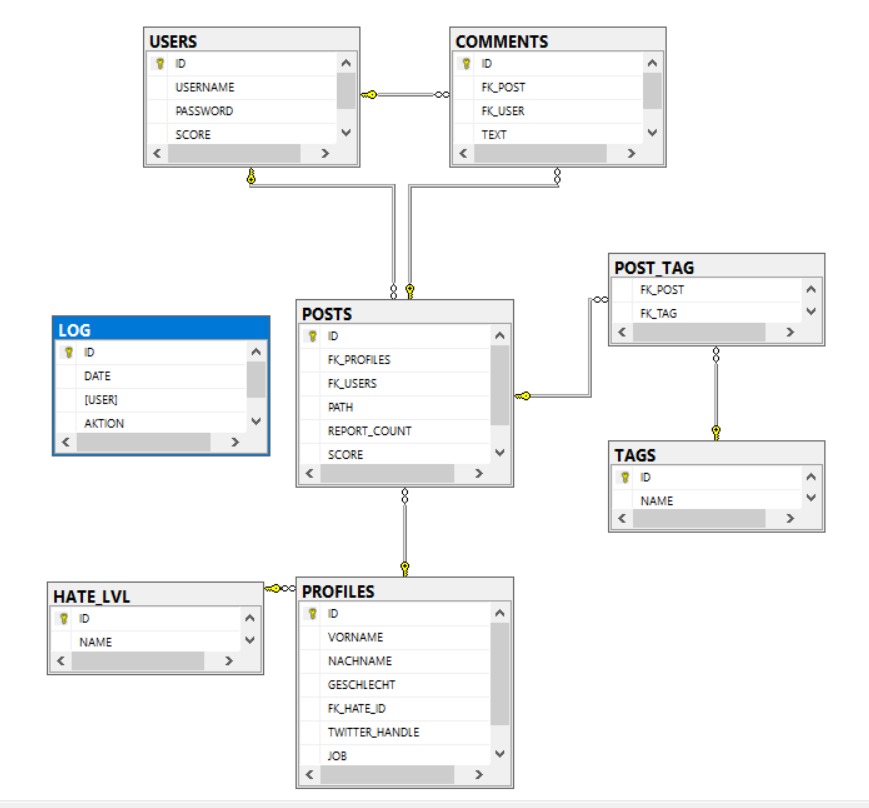 USERS
ID
USERNAME
PASSWORD
SCORE
COMMENTS
ID
FK_POST
FK_USER
TEXT
POST_TAG
FK_POST
FK_TAG
LOG
ID
DATE
[USER]
AKTION
POSTS
ID
FK_PROFILES
FK_USERS
PATH
REPORT_COUNT
SCORE
TAGS
ID
NAME
HATE_LVL
ID
NAME
PROFILES
ID
VORNAME
NACHNAME
GESCHLECHT
FK_HATE_ID
TWITTER_HANDLE
JOB